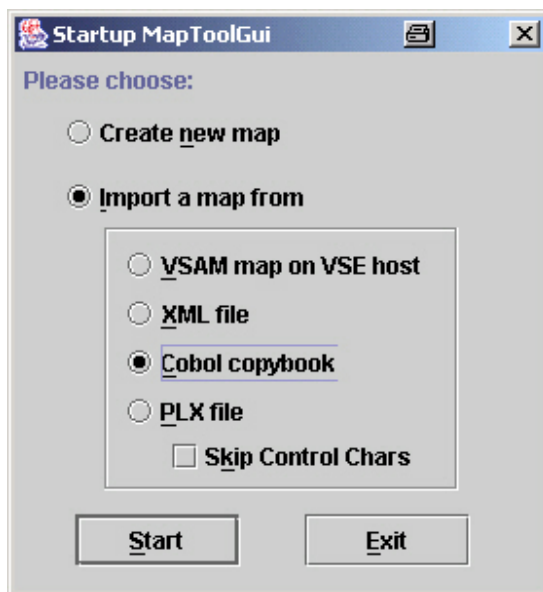 Startup MapToolGui
Please choose:
Create new map
Import a map from
VSAM map on VSE host
XML file
Cobol copybook
PLX file
Skip Control Chars
Start Exit